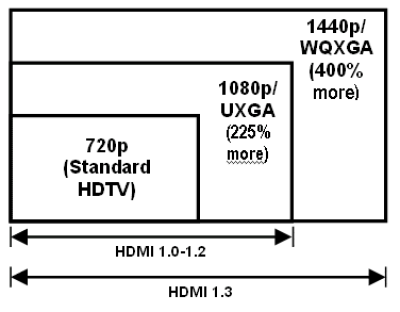 1440p/
WQXGA
(400%
more)
1080p/
UXGA
(225%
more)
720p
(Standard
HDTV)
HDMI 1.0-1.2
HDMI 1.3